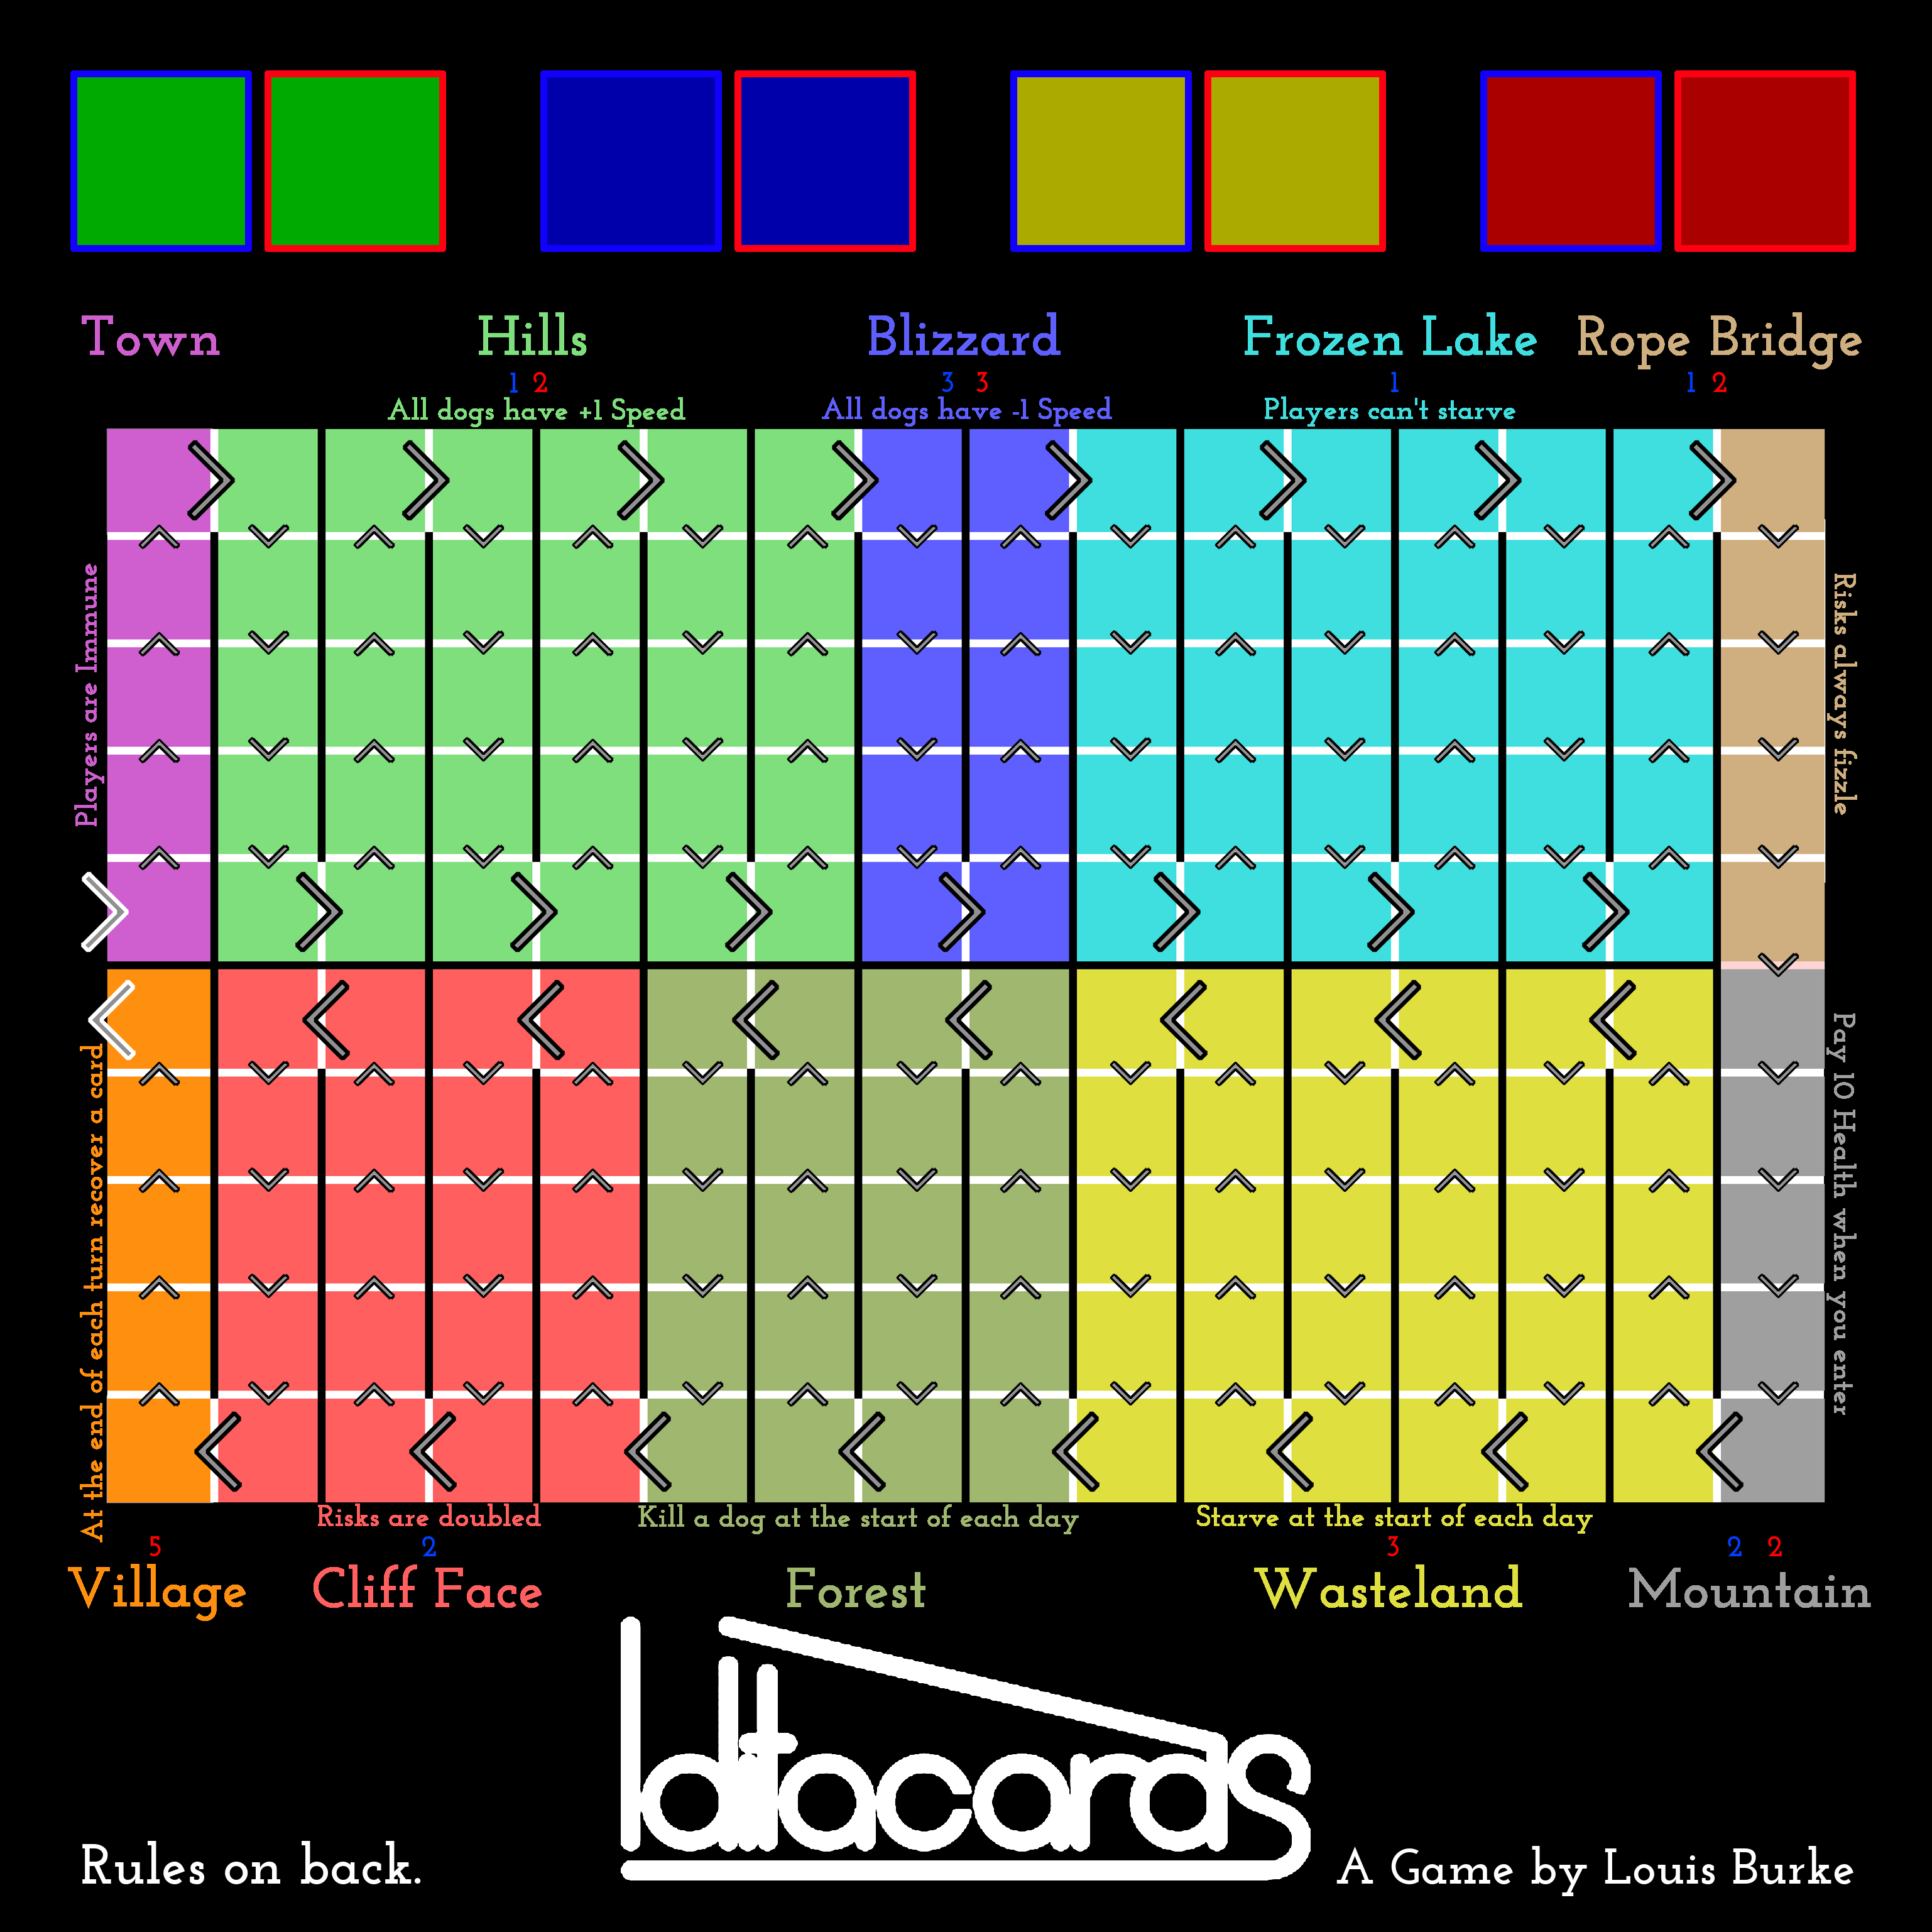 Town
Hills
Blizzard
Frozen Lake
Rope Bridge
1 2
3 3
1
1 2
All dogs have +1 Speed
All dogs have -1 Speed
Players can't starve
Players are Immune
Risks always fizzle
At the end of each turn recover a card
Pay 10 Health when you enter
Risks are doubled
Kill a dog at the start of each day
Starve at the start of each day
5
2
3
2 2
Village
Cliff Face
Forest
Wasteland
Mountain
Iditacards
Rules on back.
A Game by Louis Burke